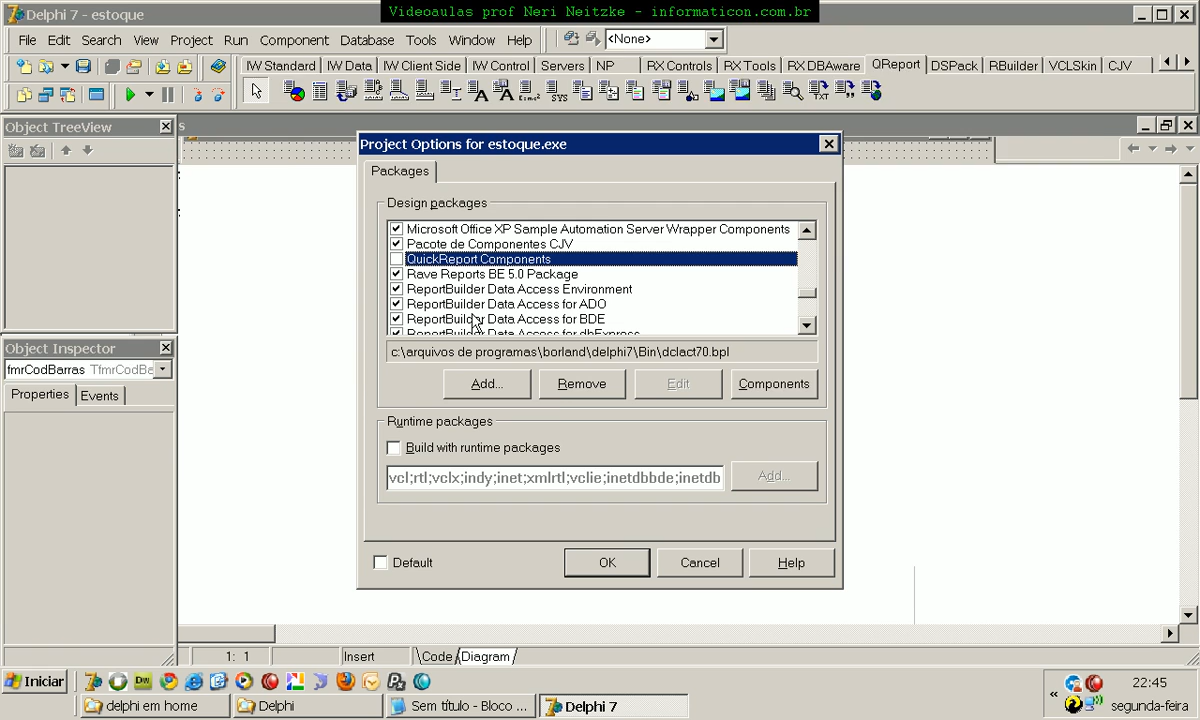 Delphi 7 - estoque
Videoaulas prof Neri Neitzke - informaticon.com.br
File Edit Search View Project Run Component Database Tools Window Help <None>
IW Standard IW Data IW Client Side IW Control Servers NP RX Controls RX Tools RX DBAware QReport DSPack RBuilder VCLSkin CJV
Object TreeView
Project Options for estoque.exe
Packages
Design packages
Microsoft Office XP Sample Automation Server Wrapper Components
Pacote de Componentes CJV
QuickReport Components
Rave Reports BE 5.0 Package
ReportBuilder Data Access Environment
ReportBuilder Data Access for ADO
ReportBuilder Data Access for BDE
ReportBuilder Data Access for dbExpress
c:\arquivos de programas\borland\delphi7\Bin\dclact70.bpl
Add... Remove Edit Components
Runtime packages
Build with runtime packages
vcl;rtl;vclx;indy;inet;xmlrtl;vclie;inetdbbde;inetdb
Add...
Default OK Cancel Help
Object Inspector
fmrCodBarras TfmrCodBa
Properties Events
1: 1 Insert Code Diagram
Iniciar
delphi em home Delphi Sem título - Bloco ... Delphi 7
22:45
segunda-feira